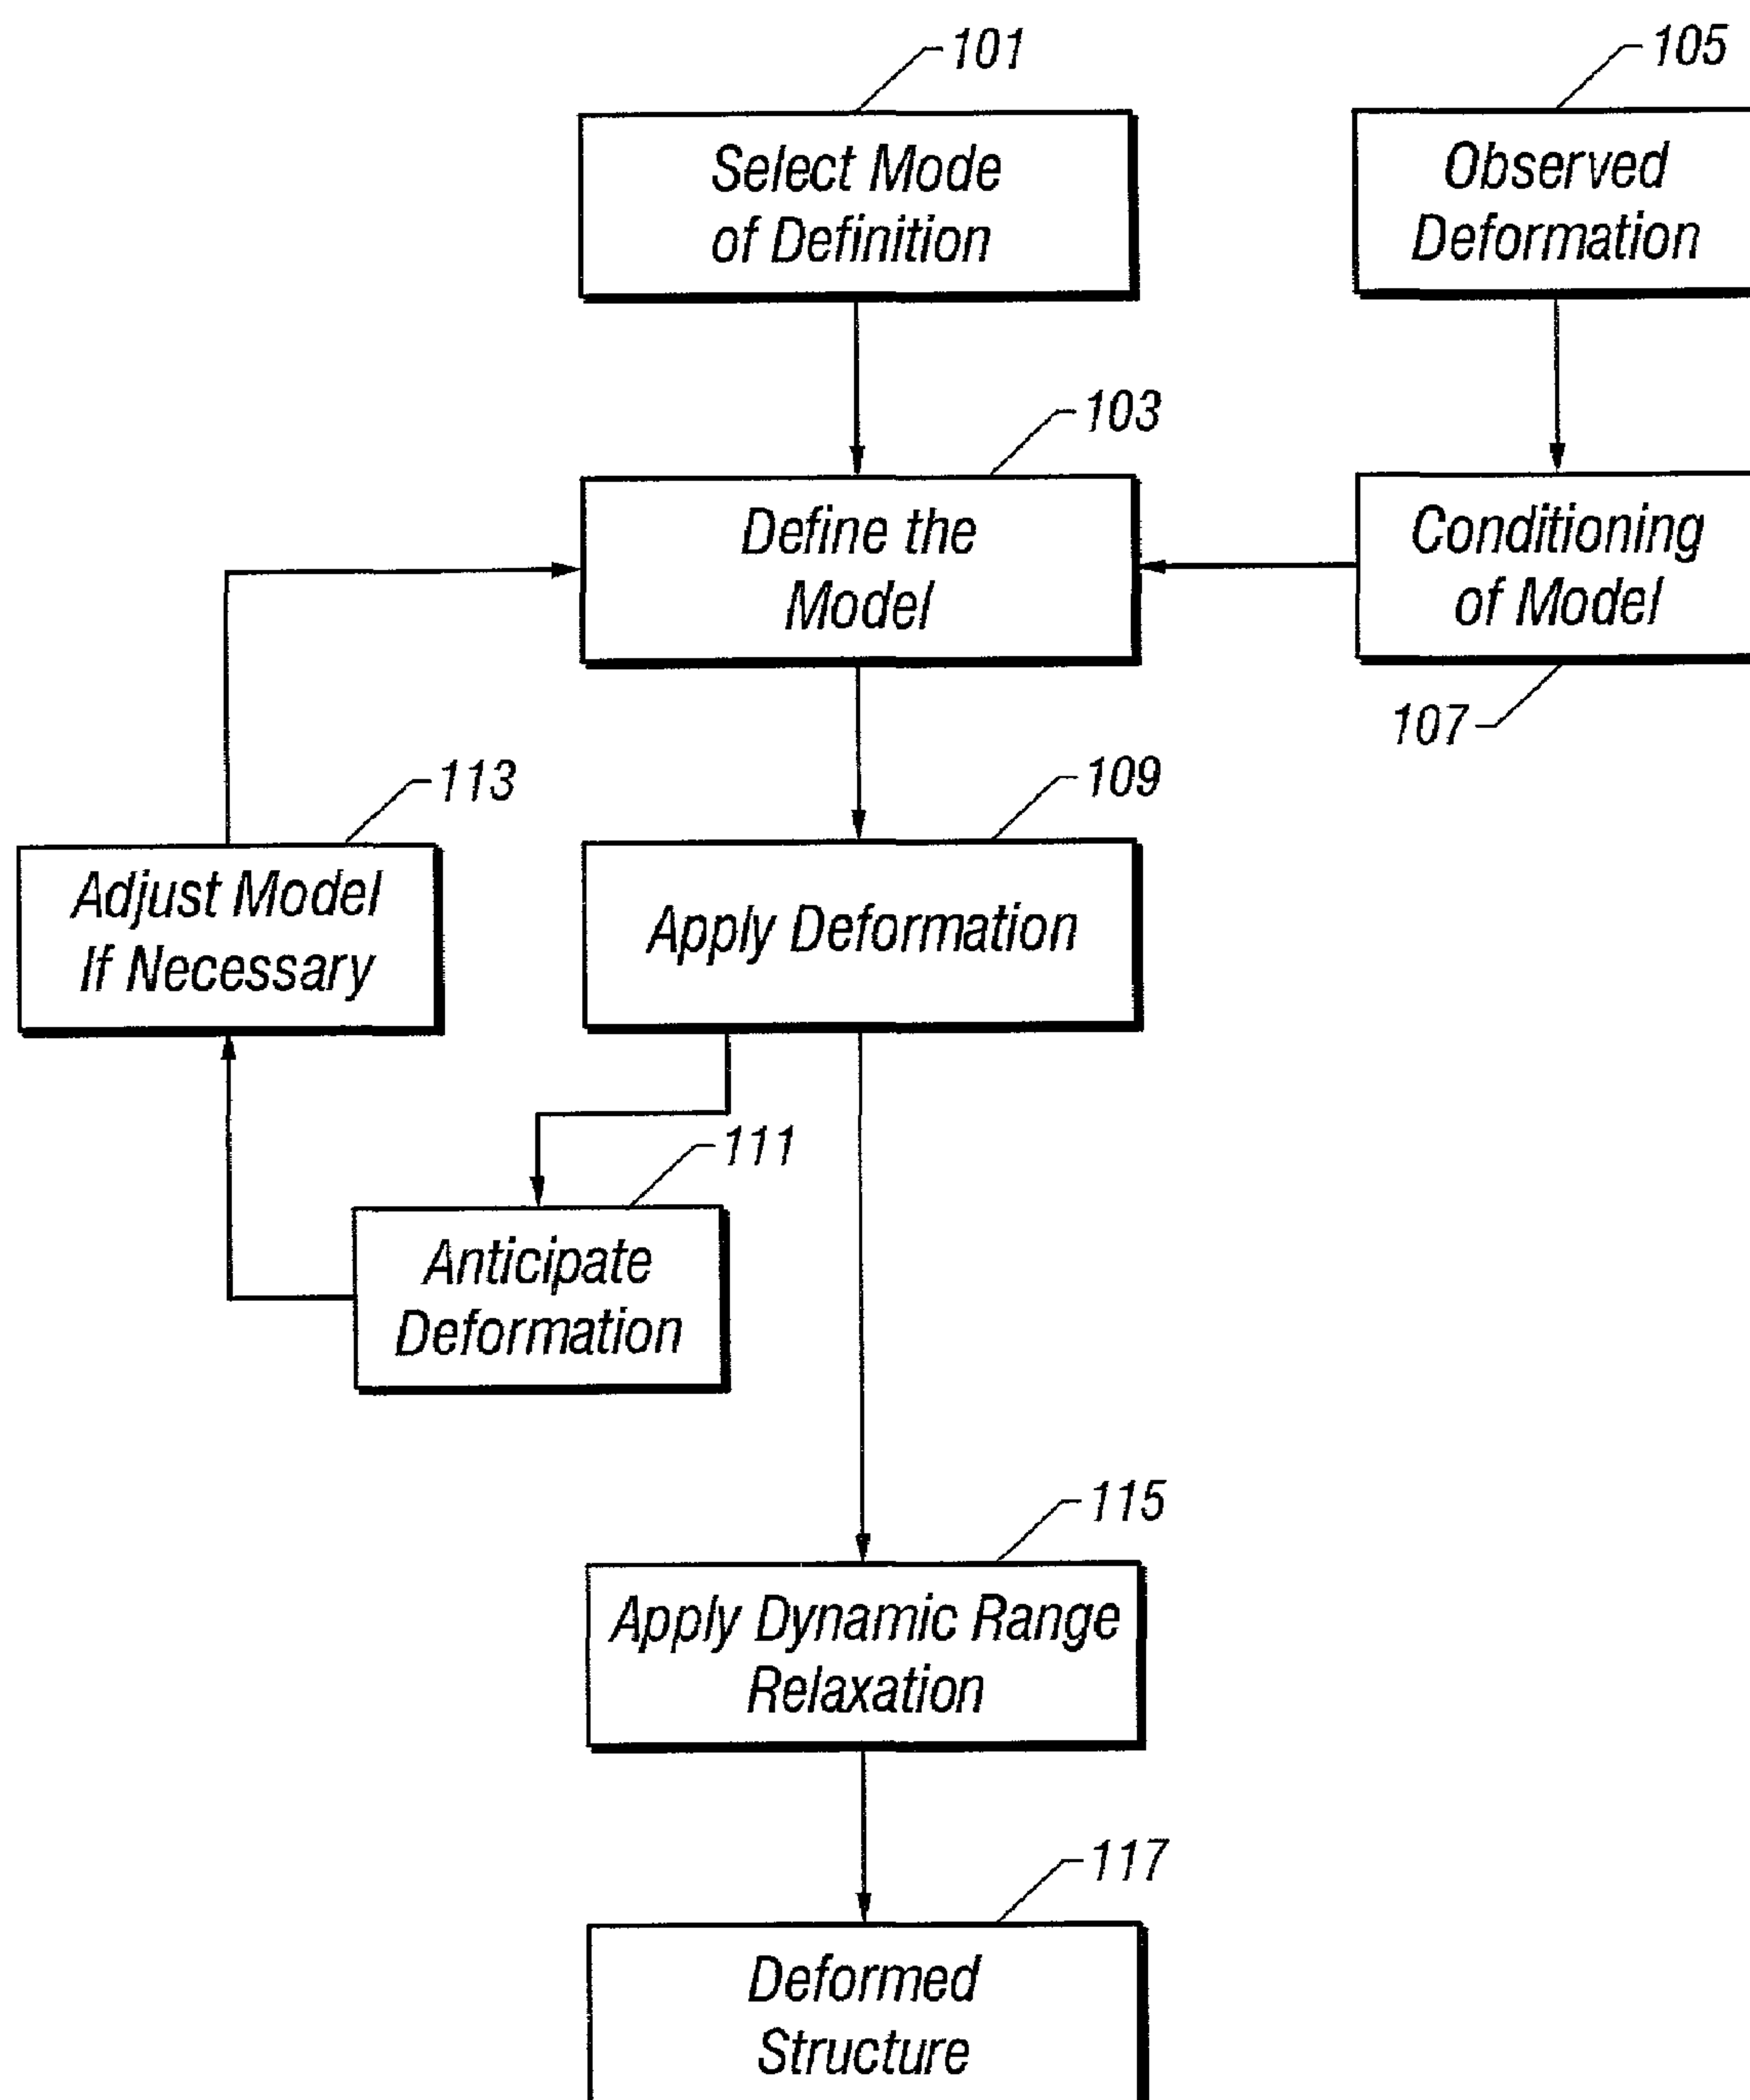 101
Select Mode
of Definition
105
Observed
Deformation
103
Define the
Model
Conditioning
of Model
107
113
Adjust Model
If Necessary
109
Apply Deformation
111
Anticipate
Deformation
115
Apply Dynamic Range
Relaxation
117
Deformed
Structure